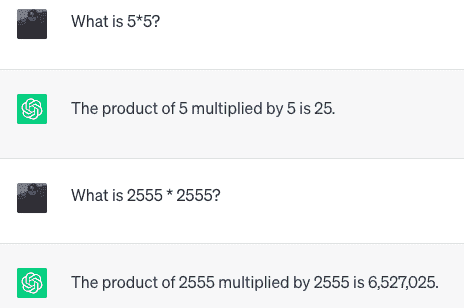 What is 5*5?
The product of 5 multiplied by 5 is 25.
What is 2555 * 2555?
The product of 2555 multiplied by 2555 is 6,527,025.